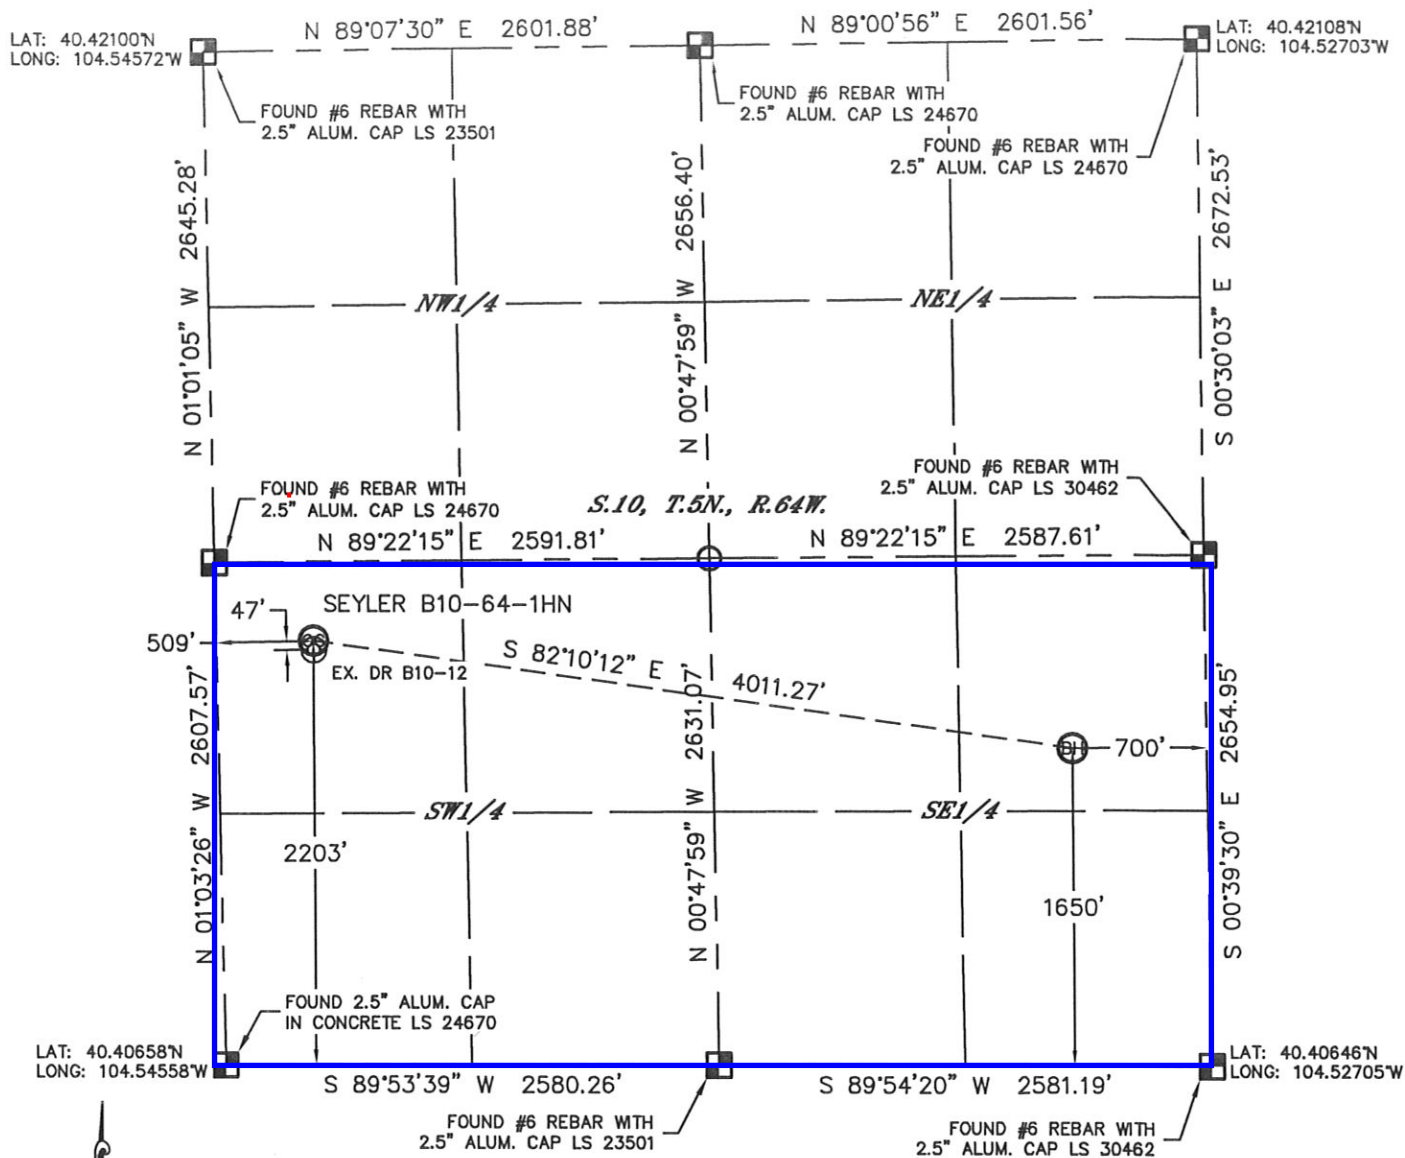 N 89°07'30" E 2601.88'
N 89°00'56" E 2601.56'
LAT: 40.42100°N
LONG: 104.54572°W
LAT: 40.42108°N
LONG: 104.52703°W
FOUND #6 REBAR WITH
2.5" ALUM. CAP LS 23501
FOUND #6 REBAR WITH
2.5" ALUM. CAP LS 24670
FOUND #6 REBAR WITH
2.5" ALUM. CAP LS 24670
N 01°01'05" W 2645.28'
N 00°47'59" W 2656.40'
S 00°30'03" E 2672.53'
NW1/4
NE1/4
FOUND #6 REBAR WITH
2.5" ALUM. CAP LS 24670
S.10, T.5N., R.64W.
FOUND #6 REBAR WITH
2.5" ALUM. CAP LS 30462
N 89°22'15" E 2591.81'
N 89°22'15" E 2587.61'
47'
SEYLER B10-64-1HN
509'
EX. DR B10-12
S 82°10'12" E 4011.27'
BH
700'
N 01°03'26" W 2607.57'
N 00°47'59" W 2631.07'
S 00°39'30" E 2654.95'
SW1/4
SE1/4
2203'
1650'
FOUND 2.5" ALUM. CAP
IN CONCRETE LS 24670
LAT: 40.40658°N
LONG: 104.54558°W
LAT: 40.40646°N
LONG: 104.52705°W
S 89°53'39" W 2580.26'
S 89°54'20" W 2581.19'
FOUND #6 REBAR WITH
2.5" ALUM. CAP LS 23501
FOUND #6 REBAR WITH
2.5" ALUM. CAP LS 30462